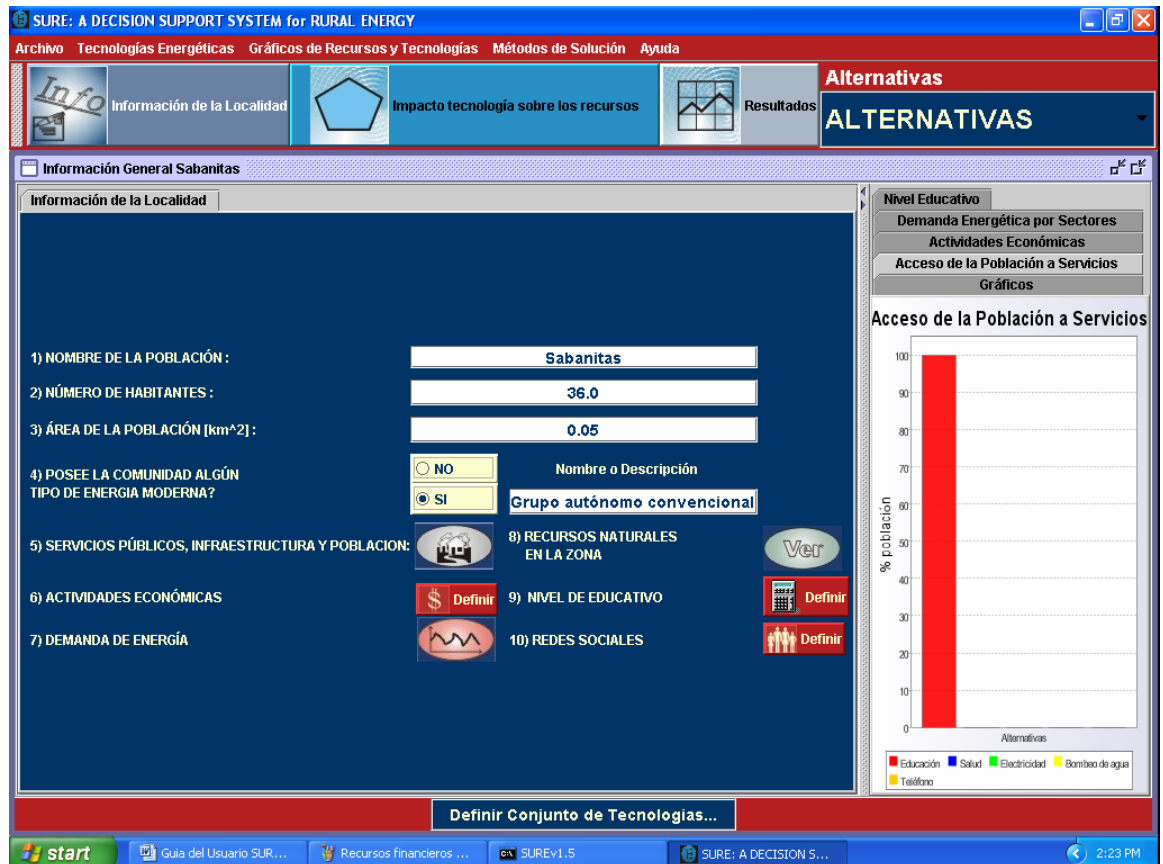 SURE: A DECISION SUPPORT SYSTEM for RURAL ENERGY
Archivo Tecnologías Energéticas Gráficos de Recursos y Tecnologías Métodos de Solución Ayuda
Info
Información de la Localidad
Impacto tecnología sobre los recursos
Resultados
Alternativas
ALTERNATIVAS
Información General Sabanitas
Información de la Localidad
1) NOMBRE DE LA POBLACIÓN :
Sabanitas
2) NÚMERO DE HABITANTES :
36.0
3) ÁREA DE LA POBLACIÓN [km^2] :
0.05
4) POSEE LA COMUNIDAD ALGÚN
TIPO DE ENERGIA MODERNA?
NO
SI
Nombre o Descripción
Grupo autónomo convencional
5) SERVICIOS PÚBLICOS, INFRAESTRUCTURA Y POBLACION:
8) RECURSOS NATURALES
EN LA ZONA
Ver
6) ACTIVIDADES ECONÓMICAS
$ Definir
9) NIVEL DE EDUCATIVO
Definir
7) DEMANDA DE ENERGÍA
10) REDES SOCIALES
Definir
Nivel Educativo
Demanda Energética por Sectores
Actividades Económicas
Acceso de la Población a Servicios
Gráficos
Acceso de la Población a Servicios
% población
100
90
80
70
60
50
40
30
20
10
0
Alternativas
Educación Salud Electricidad Bombeo de agua
Teléfono
Definir Conjunto de Tecnologias...
start
Guia del Usuario SUR...
Recursos financieros ...
SUREv1.5
SURE: A DECISION S...
2:23 PM